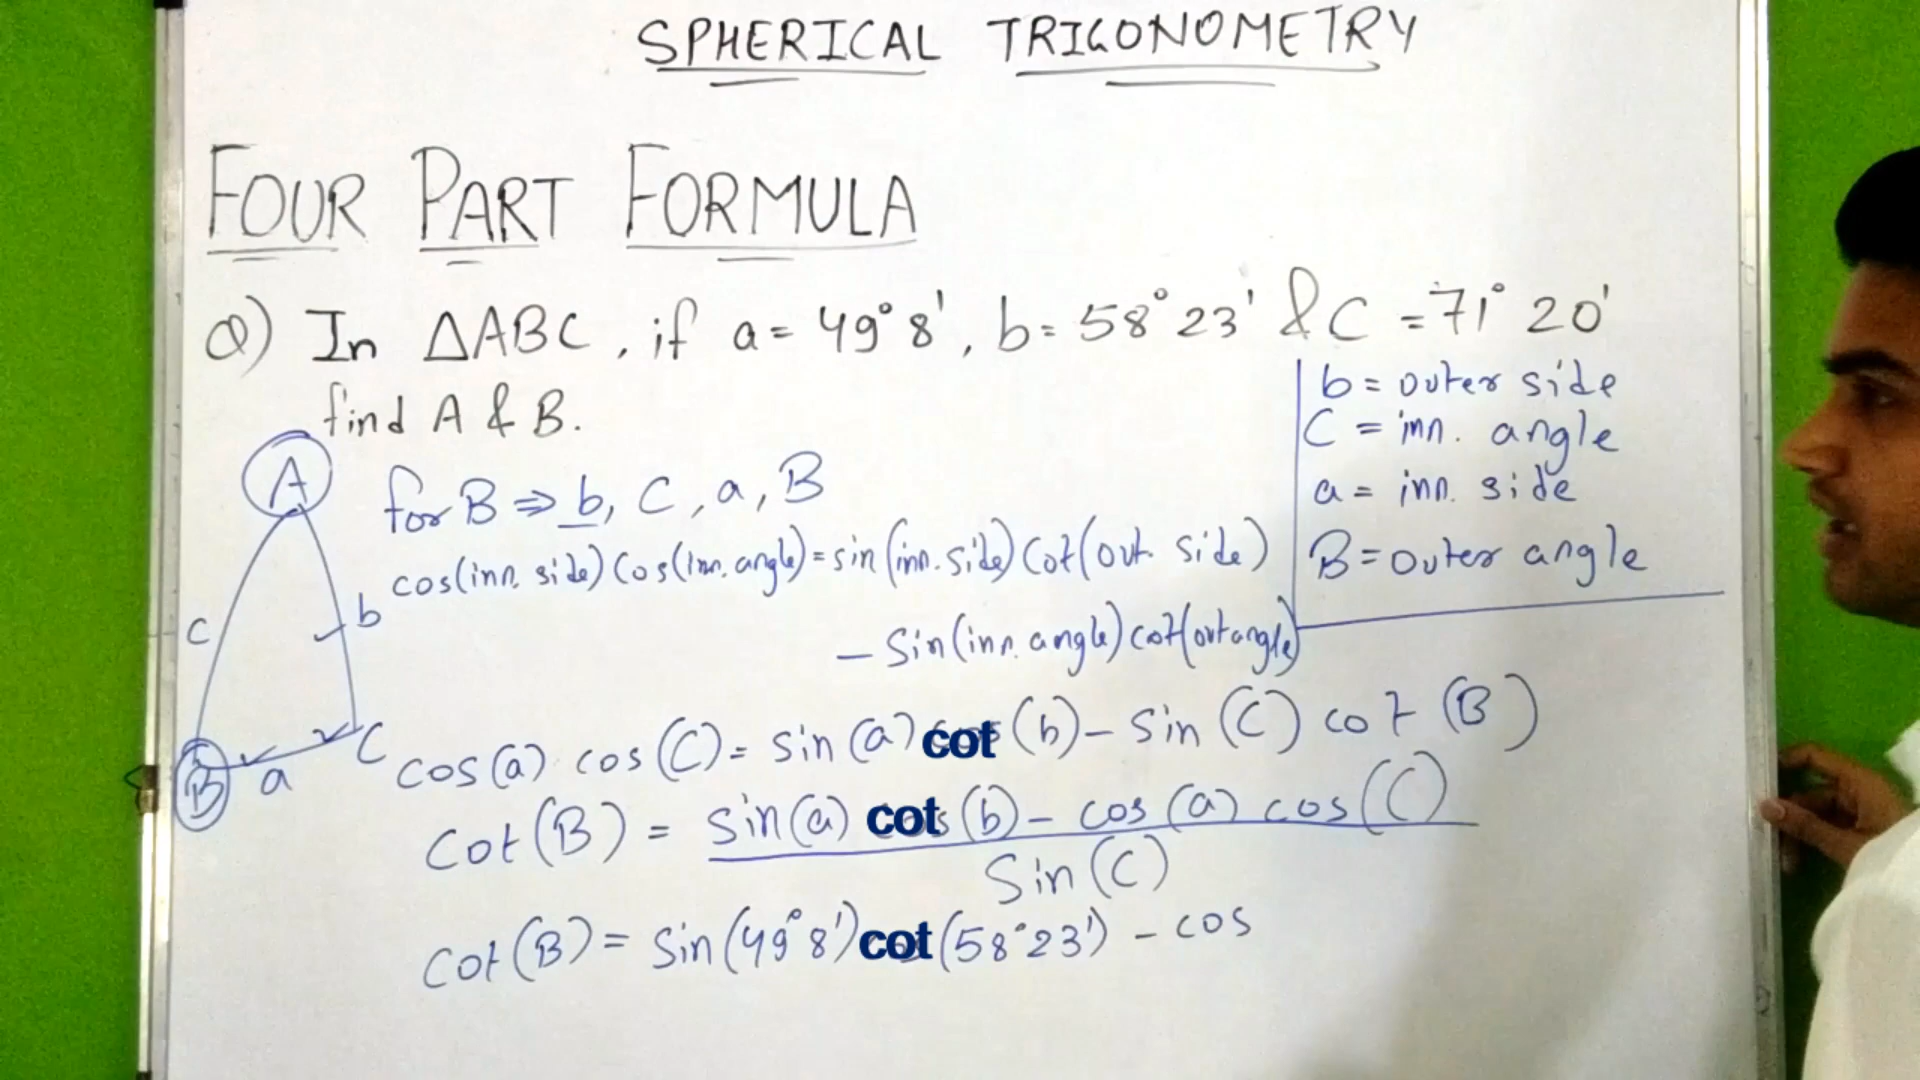 SPHERICAL TRIGONOMETRY
FOUR PART FORMULA
Q) In ΔABC, if a = 49° 8', b = 58° 23' & C = 71° 20'
find A & B.
b = outer side
C = inn. angle
a = inn. side
B = outer angle
A
c
b
B
a
C
for B ⇒ b, C, a, B
cos(inn. side) Cos(inn. angle) = sin(inn. side) Cot(out. side)
– Sin(inn. angle) cot(out angle)
cos(a) cos(C) = sin(a) cot (b) – Sin (C) cot (B)
Cot (B) = sin(a) cot (b) – cos(a) cos(C)
Sin (C)
Cot (B) = Sin (49° 8') cot (58° 23') – cos